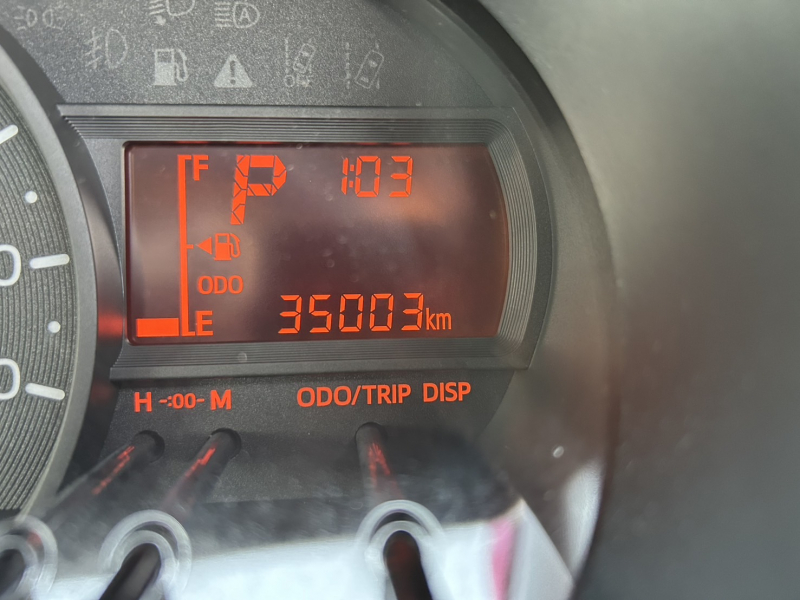 F
P 1:03
ODO
E 35003km
H -:00- M ODO/TRIP DISP